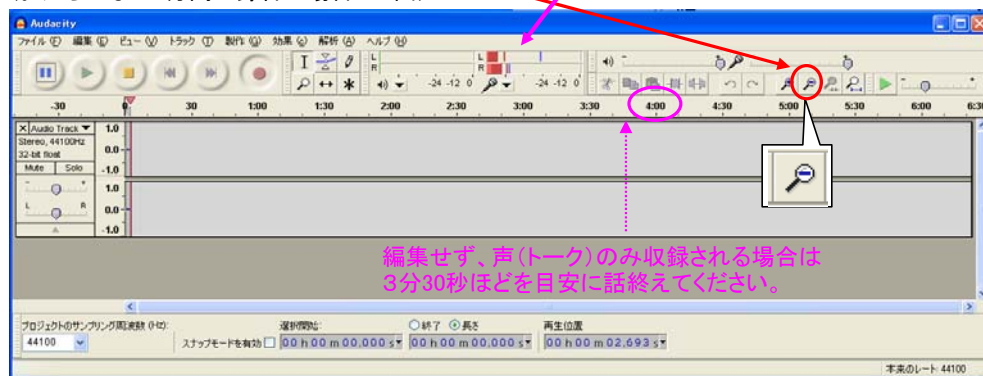 Audacity
ファイル(F) 編集(E) ビュー(V) トラック(T) 製作(G) 効果(C) 解析(A) ヘルプ(H)
L
R
-24 -12 0
L
R
-24 -12 0
-30 0 30 1:00 1:30 2:00 2:30 3:00 3:30 4:00 4:30 5:00 5:30 6:00 6:3
X Audio Track
Stereo, 44100Hz
32-bit float
Mute Solo
- +
L R
1.0
0.0
-1.0
1.0
0.0
-1.0
編集せず、声(トーク)のみ収録される場合は
3分30秒ほどを目安に話終えてください。
プロジェクトのサンプリング周波数 (Hz): 選択開始: 終了 長さ 再生位置
44100 スナップモードを有効 00 h 00 m 00.000 s 00 h 00 m 00.000 s 00 h 00 m 02.693 s
本来のレート: 44100